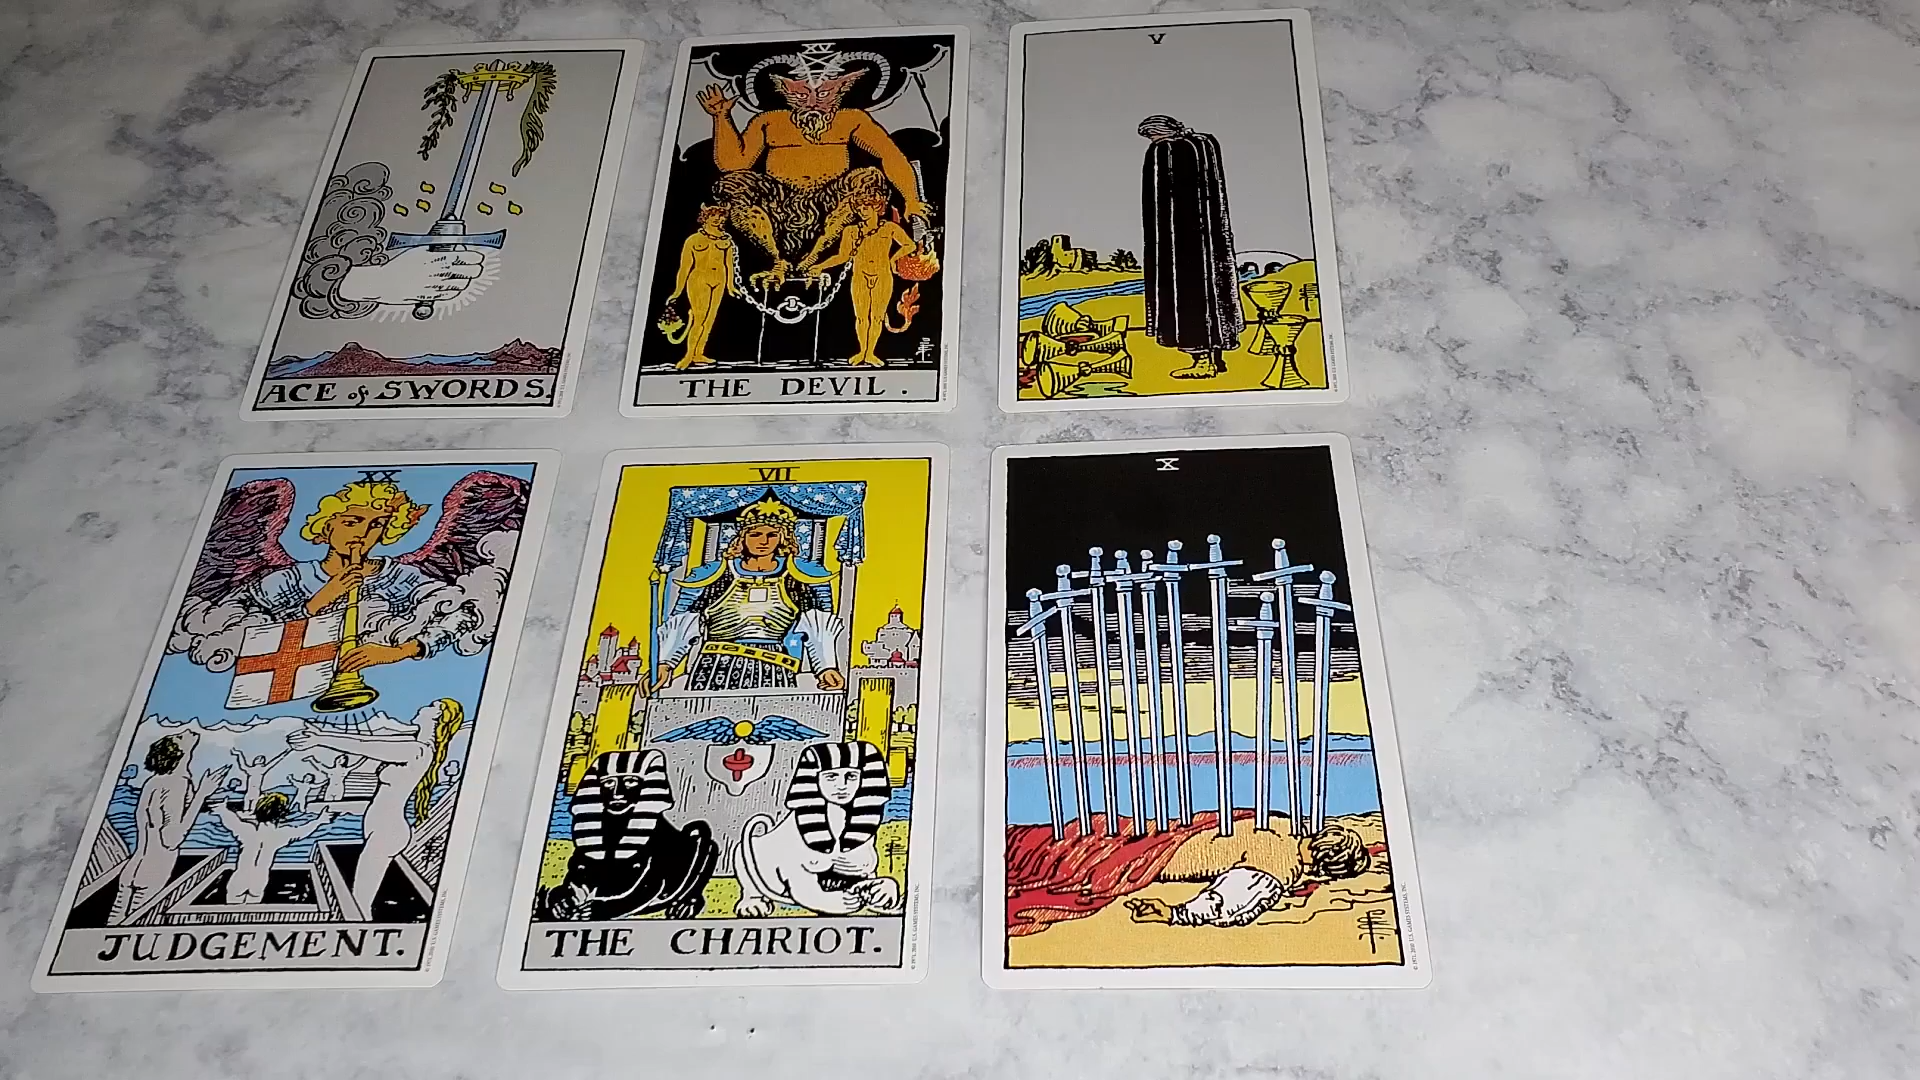 ACE of SWORDS.
XV
THE DEVIL.
V
XX
JUDGEMENT.
VII
THE CHARIOT.
X